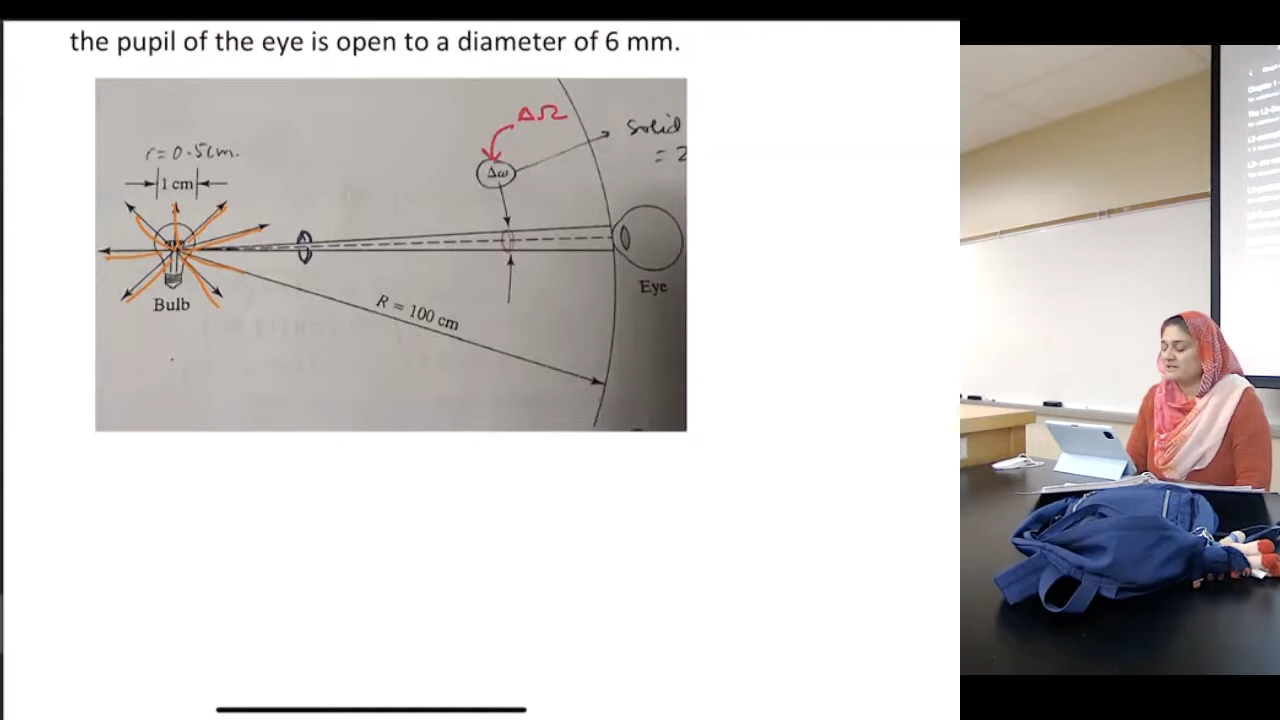 the pupil of the eye is open to a diameter of 6 mm.
ΔΩ
solid
r = 0.5cm.
= 2
1 cm
Δω
Eye
Bulb
R = 100 cm